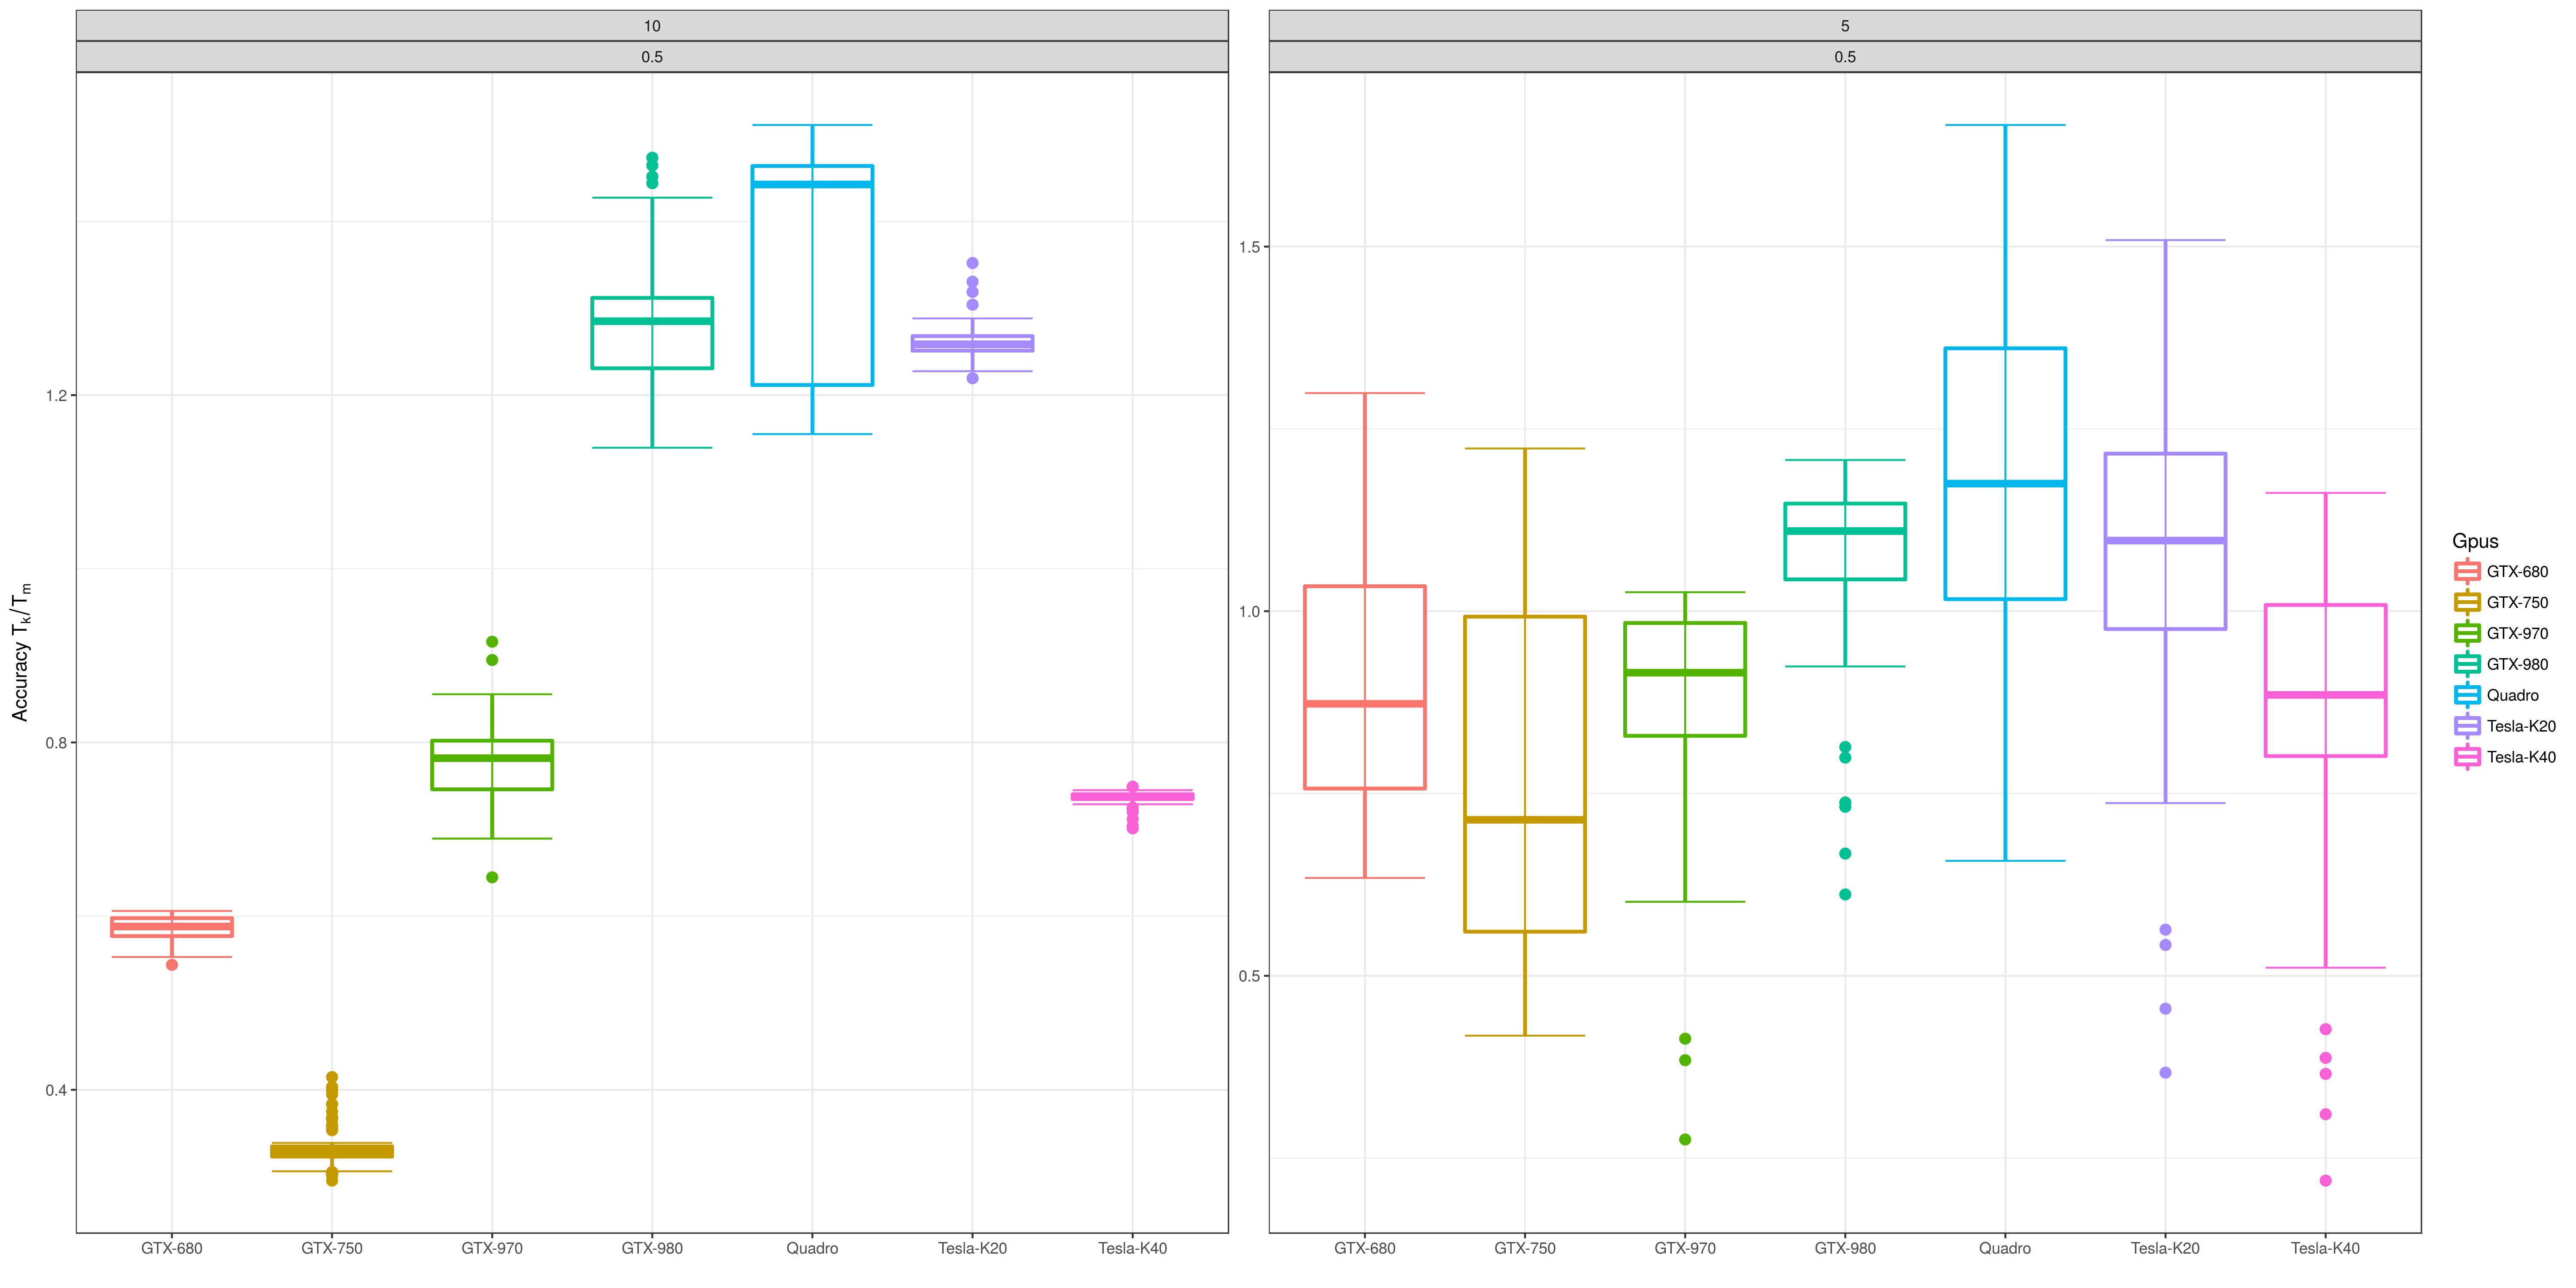 10
0.5
5
0.5
Accuracy Tk/Tm
1.2
0.8
0.4
GTX-680 GTX-750 GTX-970 GTX-980 Quadro Tesla-K20 Tesla-K40
1.5
1.0
0.5
GTX-680 GTX-750 GTX-970 GTX-980 Quadro Tesla-K20 Tesla-K40
Gpus
GTX-680
GTX-750
GTX-970
GTX-980
Quadro
Tesla-K20
Tesla-K40